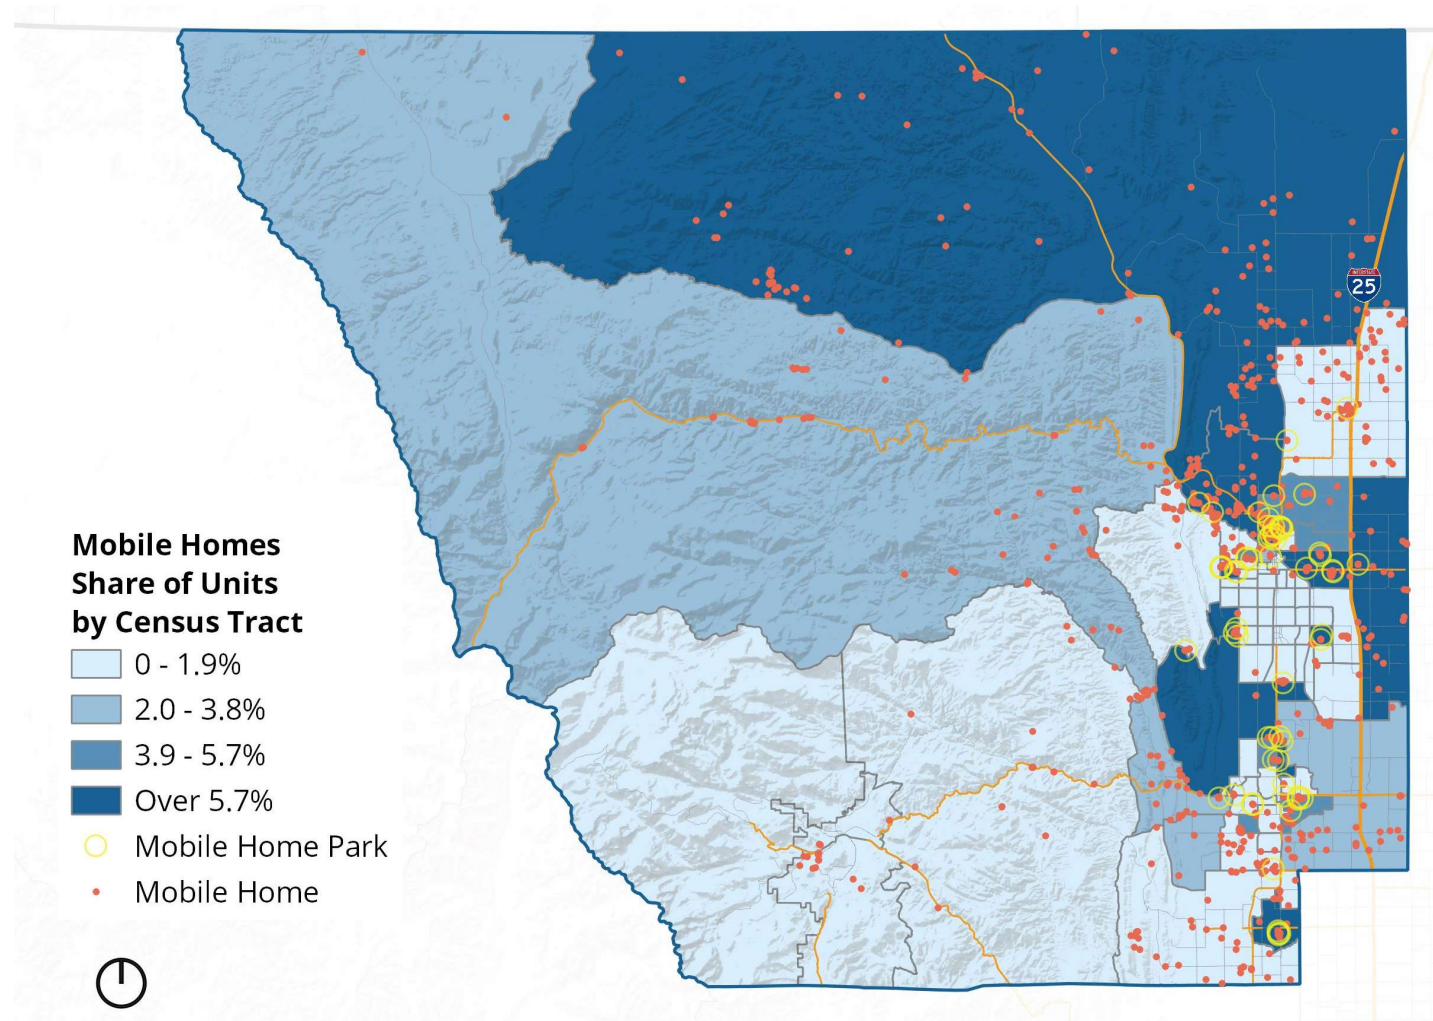 INTERSTATE
25
Mobile Homes
Share of Units
by Census Tract
0 - 1.9%
2.0 - 3.8%
3.9 - 5.7%
Over 5.7%
Mobile Home Park
Mobile Home